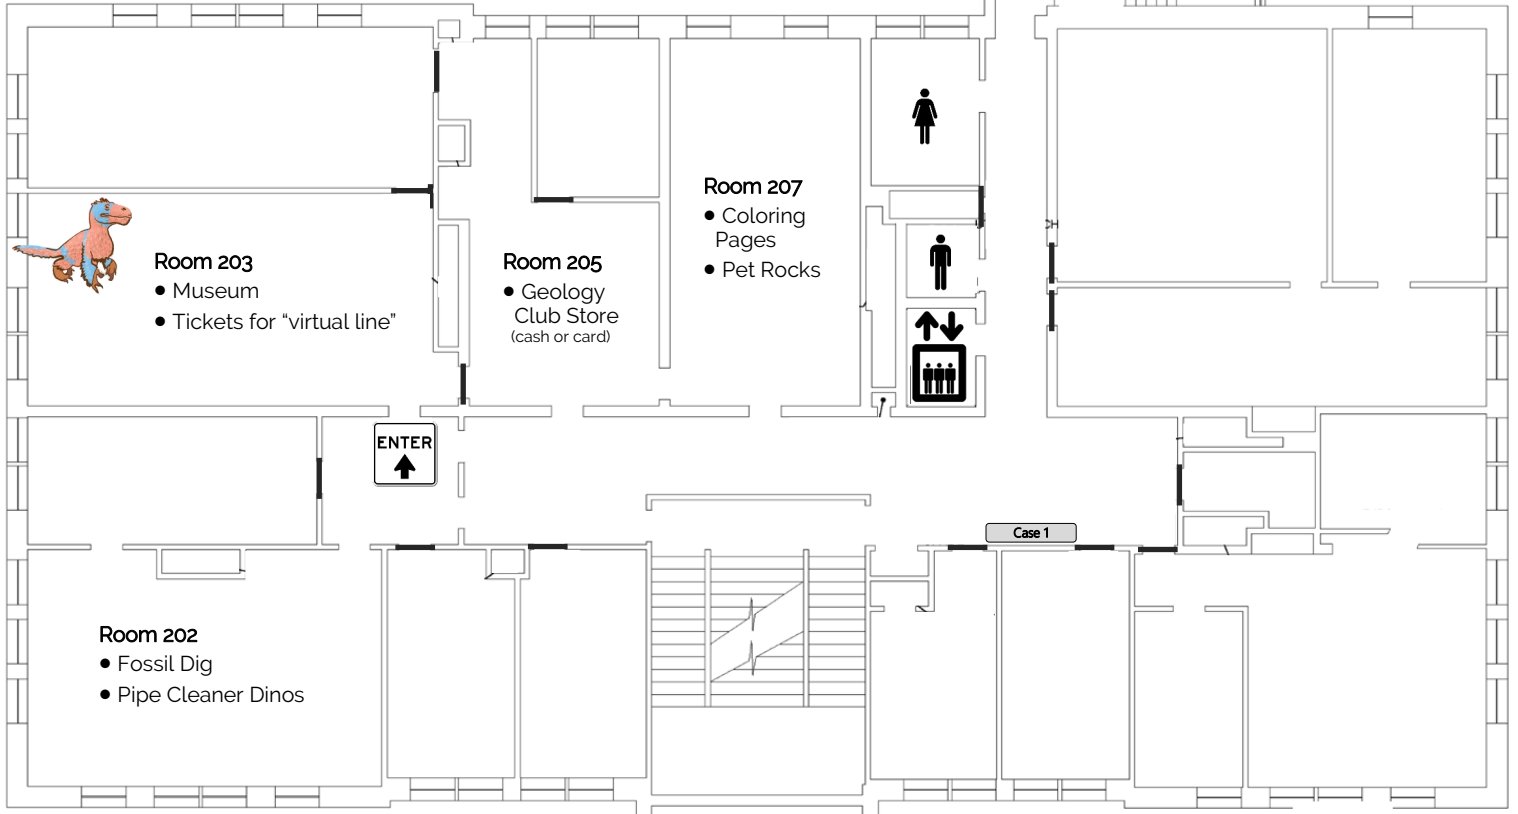 Room 207
• Coloring
Pages
• Pet Rocks
Room 203
• Museum
• Tickets for “virtual line”
Room 205
• Geology
Club Store
(cash or card)
ENTER
Case 1
Room 202
• Fossil Dig
• Pipe Cleaner Dinos